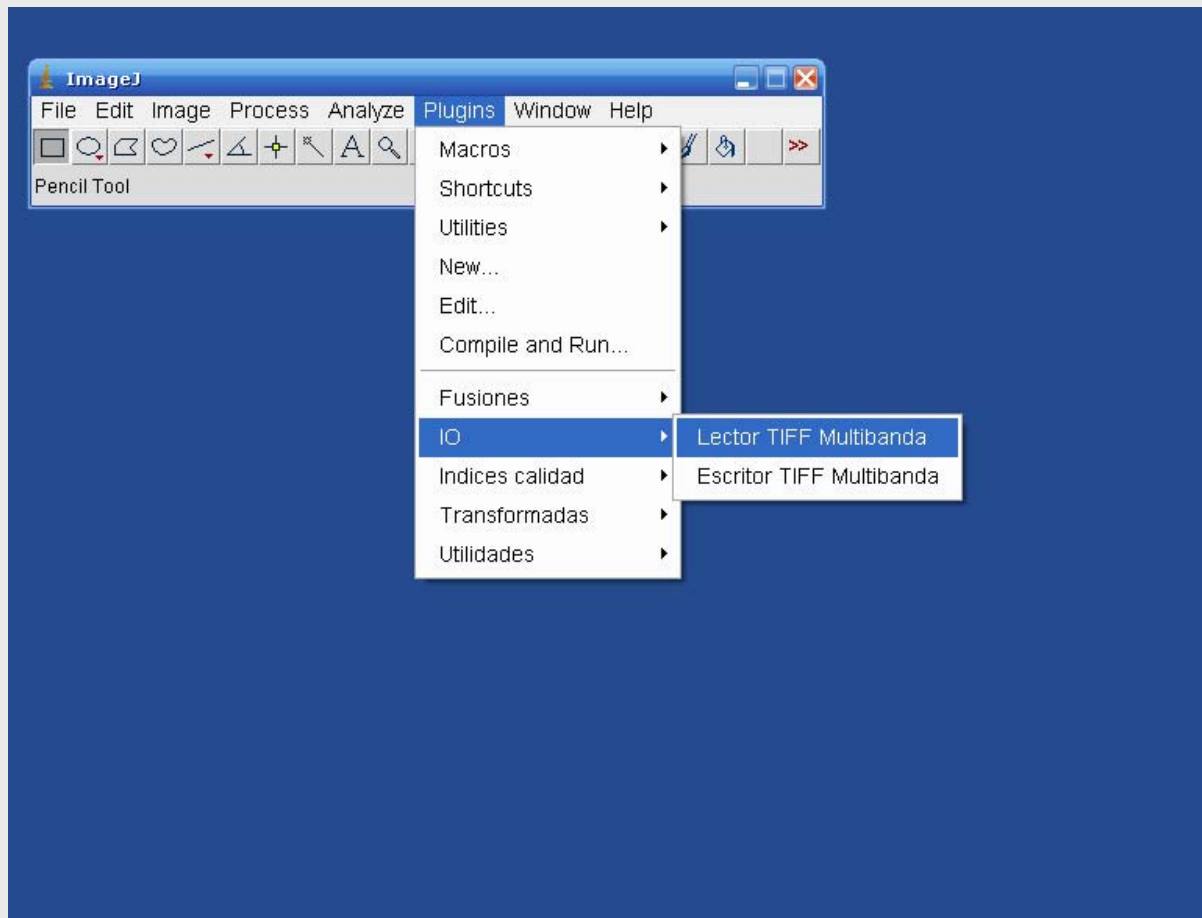 ImageJ
File Edit Image Process Analyze Plugins Window Help
A >>
Pencil Tool
Macros
Shortcuts
Utilities
New...
Edit...
Compile and Run...
Fusiones
IO
Lector TIFF Multibanda
Indices calidad
Escritor TIFF Multibanda
Transformadas
Utilidades